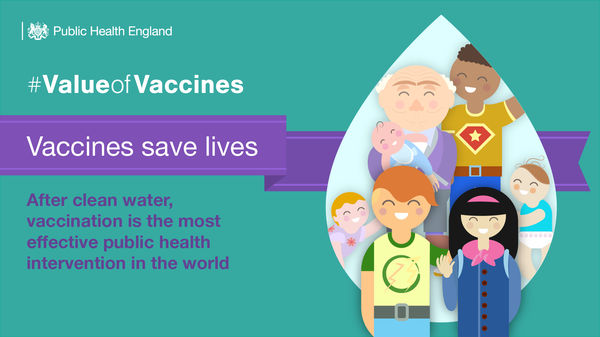 Public Health England
#ValueofVaccines
Vaccines save lives
After clean water,
vaccination is the most
effective public health
intervention in the world